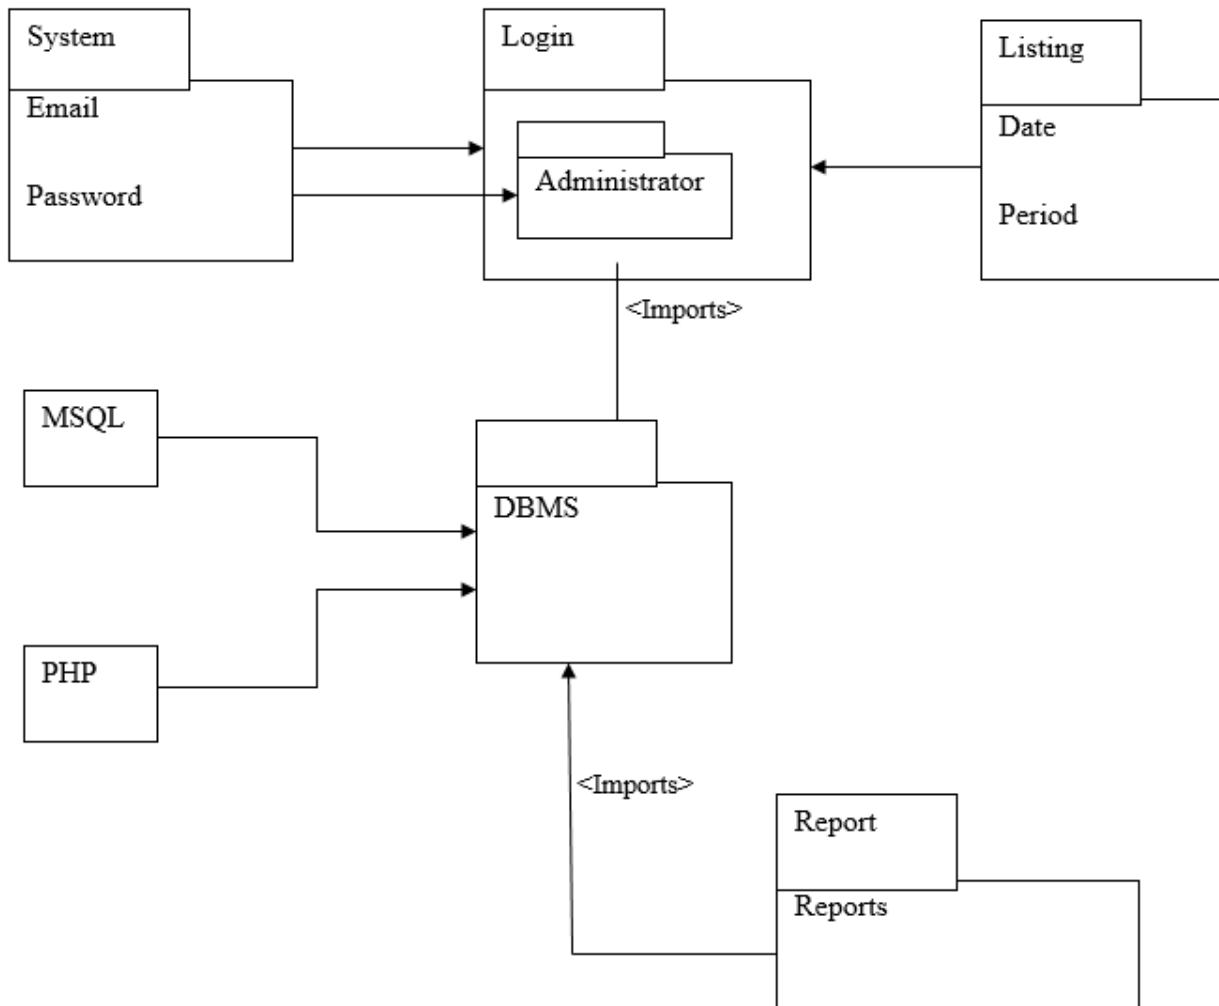 System
Email
Password
Login
Administrator
Listing
Date
Period
<Imports>
MSQL
DBMS
PHP
<Imports>
Report
Reports